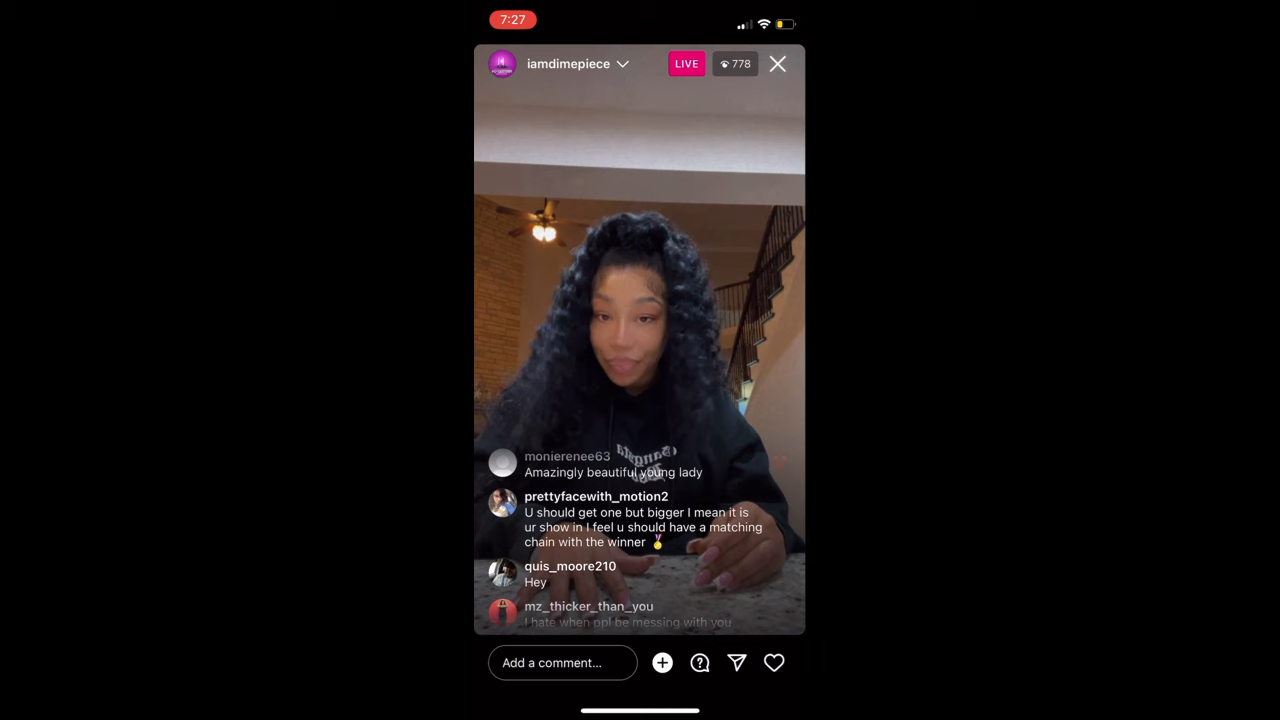 7:27
iamdimepiece
LIVE
778
monierenee63
Amazingly beautiful young lady
prettyfacewith_motion2
U should get one but bigger I mean it is
ur show in I feel u should have a matching
chain with the winner 🏅
quis_moore210
Hey
mz_thicker_than_you
I hate when ppl be messing with you
Add a comment...